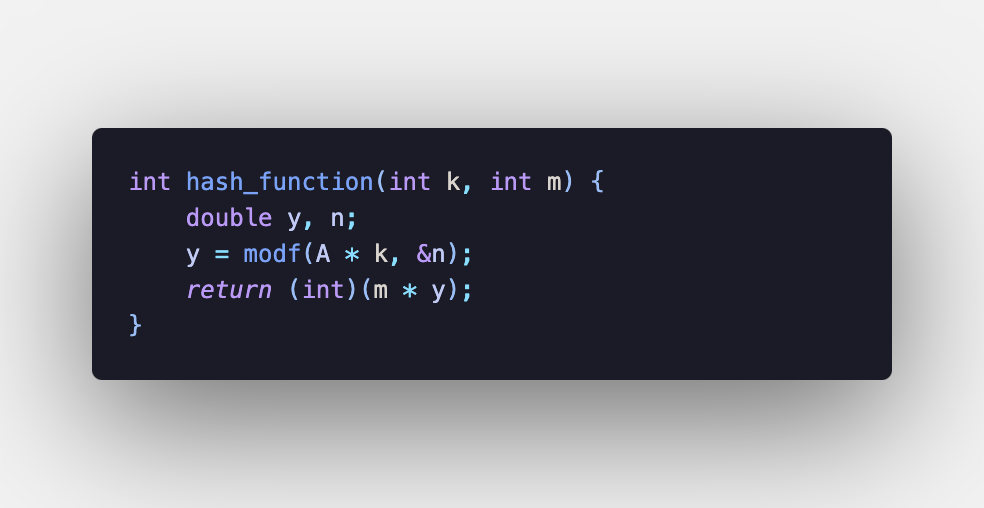 int hash_function(int k, int m) {
    double y, n;
    y = modf(A * k, &n);
    return (int)(m * y);
}